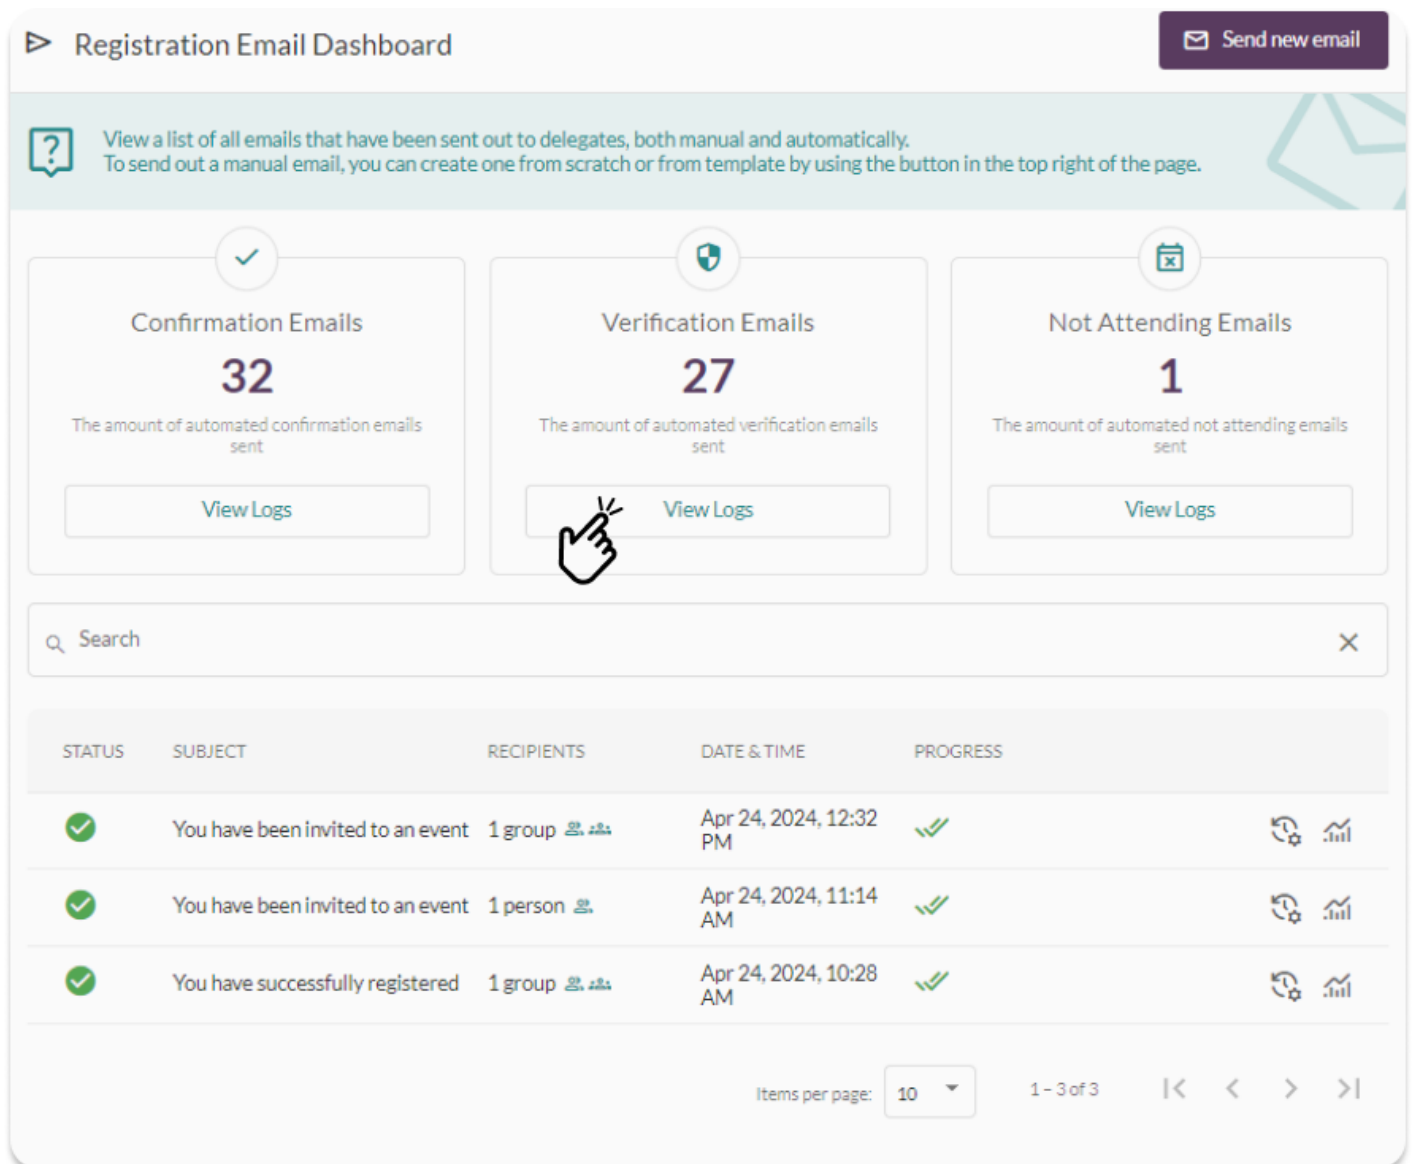 Registration Email Dashboard
Send new email
View a list of all emails that have been sent out to delegates, both manual and automatically.
To send out a manual email, you can create one from scratch or from template by using the button in the top right of the page.
Confirmation Emails
32
The amount of automated confirmation emails
sent
View Logs
Verification Emails
27
The amount of automated verification emails
sent
View Logs
Not Attending Emails
1
The amount of automated not attending emails
sent
View Logs
Search
STATUS SUBJECT RECIPIENTS DATE & TIME PROGRESS
You have been invited to an event 1 group Apr 24, 2024, 12:32
PM
You have been invited to an event 1 person Apr 24, 2024, 11:14
AM
You have successfully registered 1 group Apr 24, 2024, 10:28
AM
Items per page: 10 1 – 3 of 3